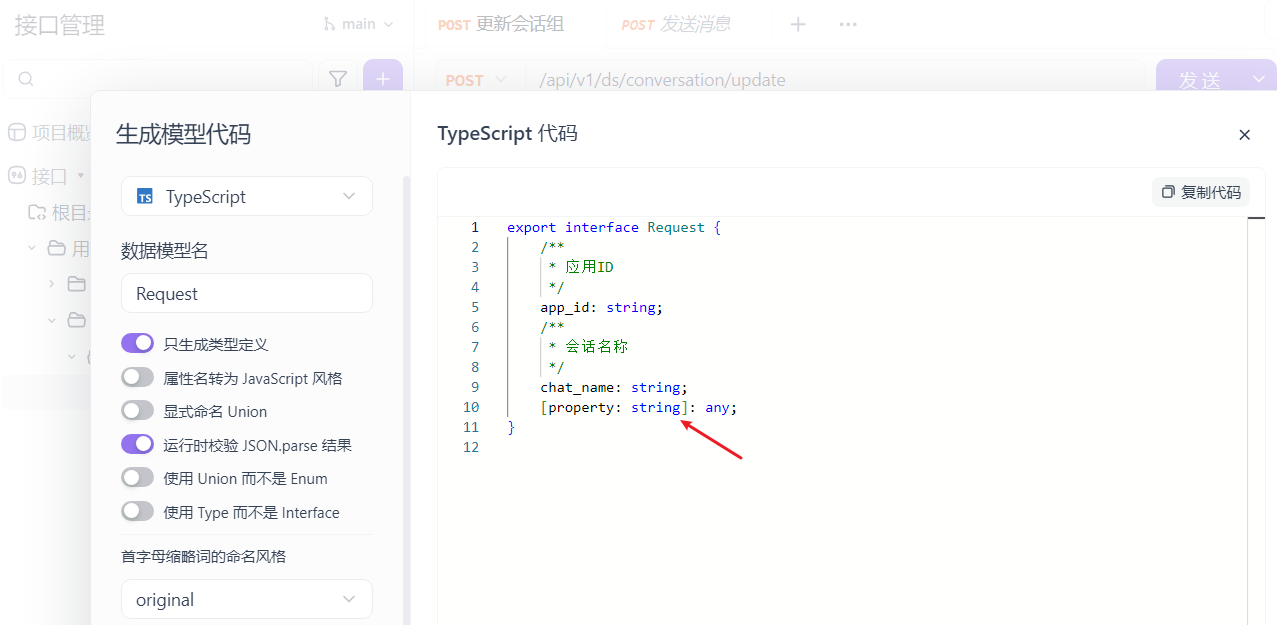 接口管理
main
POST 更新会话组
POST 发送消息
POST
/api/v1/ds/conversation/update
发送
项目概
接口
根目
用
生成模型代码
TS TypeScript
数据模型名
Request
只生成类型定义
属性名转为 JavaScript 风格
显式命名 Union
运行时校验 JSON.parse 结果
使用 Union 而不是 Enum
使用 Type 而不是 Interface
首字母缩略词的命名风格
original
TypeScript 代码
复制代码
1 export interface Request {
2 /**
3 * 应用ID
4 */
5 app_id: string;
6 /**
7 * 会话名称
8 */
9 chat_name: string;
10 [property: string]: any;
11 }
12